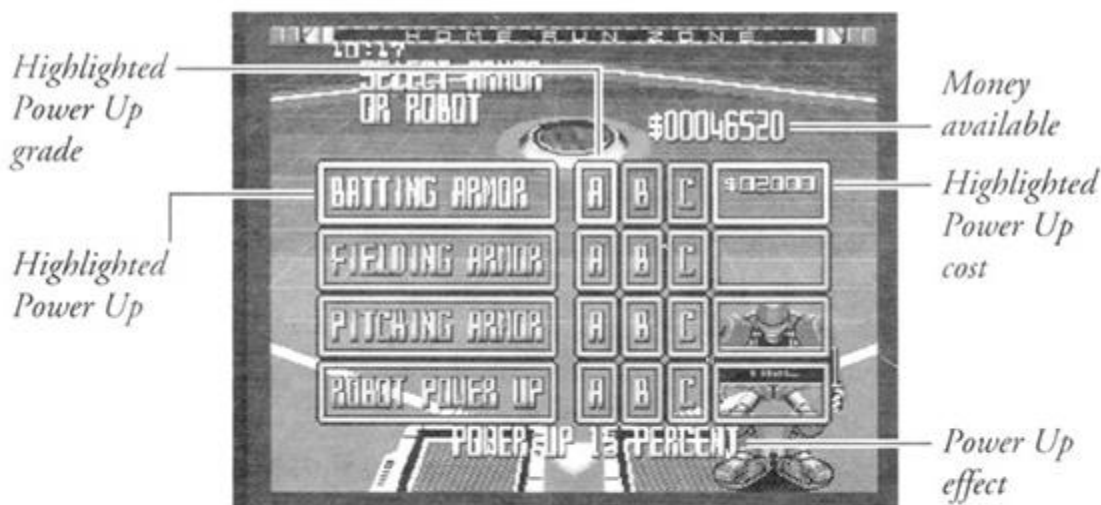 HOME RUN ZONE
10:17
SELECT ARMOR
OR ROBOT
$00046520
BATTING ARMOR A B C $02000
FIELDING ARMOR A B C
PITCHING ARMOR A B C
ROBOT POWER UP A B C
POWER UP 15 PERCENT
Highlighted
Power Up
grade
Highlighted
Power Up
Money
available
Highlighted
Power Up
cost
Power Up
effect